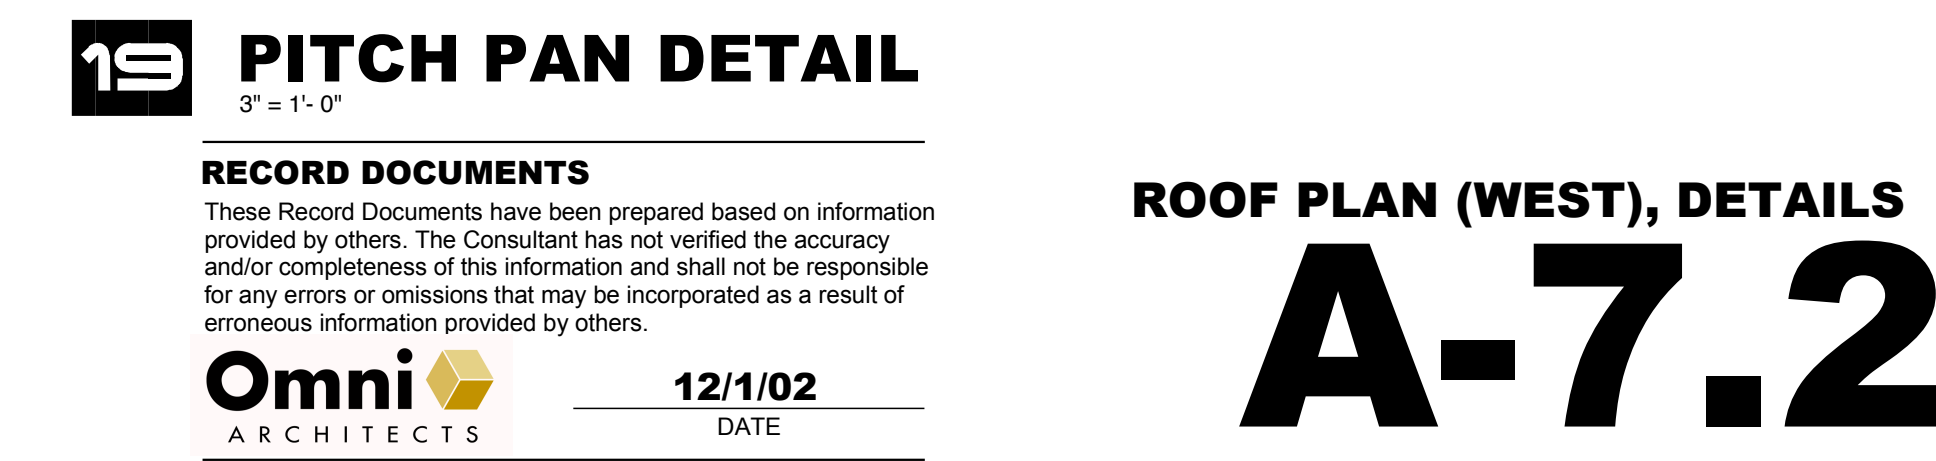 19 PITCH PAN DETAIL
3" = 1'- 0"
RECORD DOCUMENTS
These Record Documents have been prepared based on information
provided by others. The Consultant has not verified the accuracy
and/or completeness of this information and shall not be responsible
for any errors or omissions that may be incorporated as a result of
erroneous information provided by others.
Omni
ARCHITECTS
12/1/02
DATE
ROOF PLAN (WEST), DETAILS
A-7.2